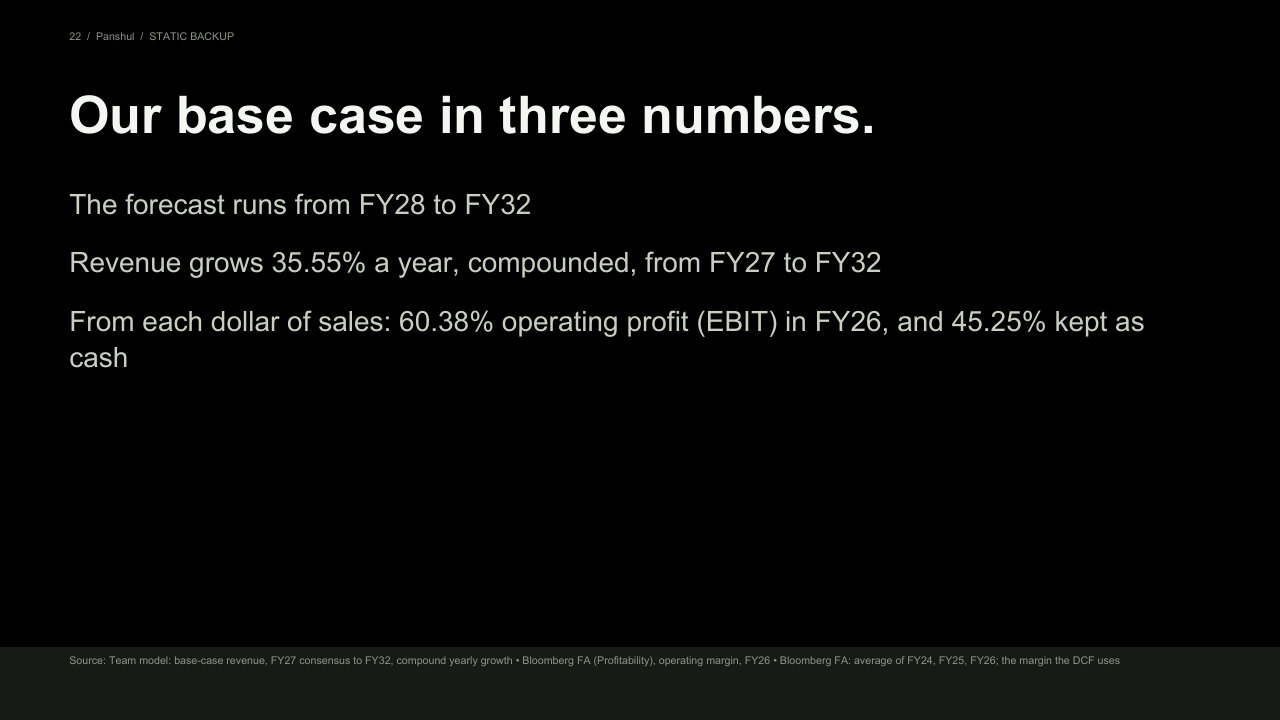 22 / Panshul / STATIC BACKUP
Our base case in three numbers.
The forecast runs from FY28 to FY32
Revenue grows 35.55% a year, compounded, from FY27 to FY32
From each dollar of sales: 60.38% operating profit (EBIT) in FY26, and 45.25% kept as
cash
Source: Team model: base-case revenue, FY27 consensus to FY32, compound yearly growth • Bloomberg FA (Profitability), operating margin, FY26 • Bloomberg FA: average of FY24, FY25, FY26; the margin the DCF uses